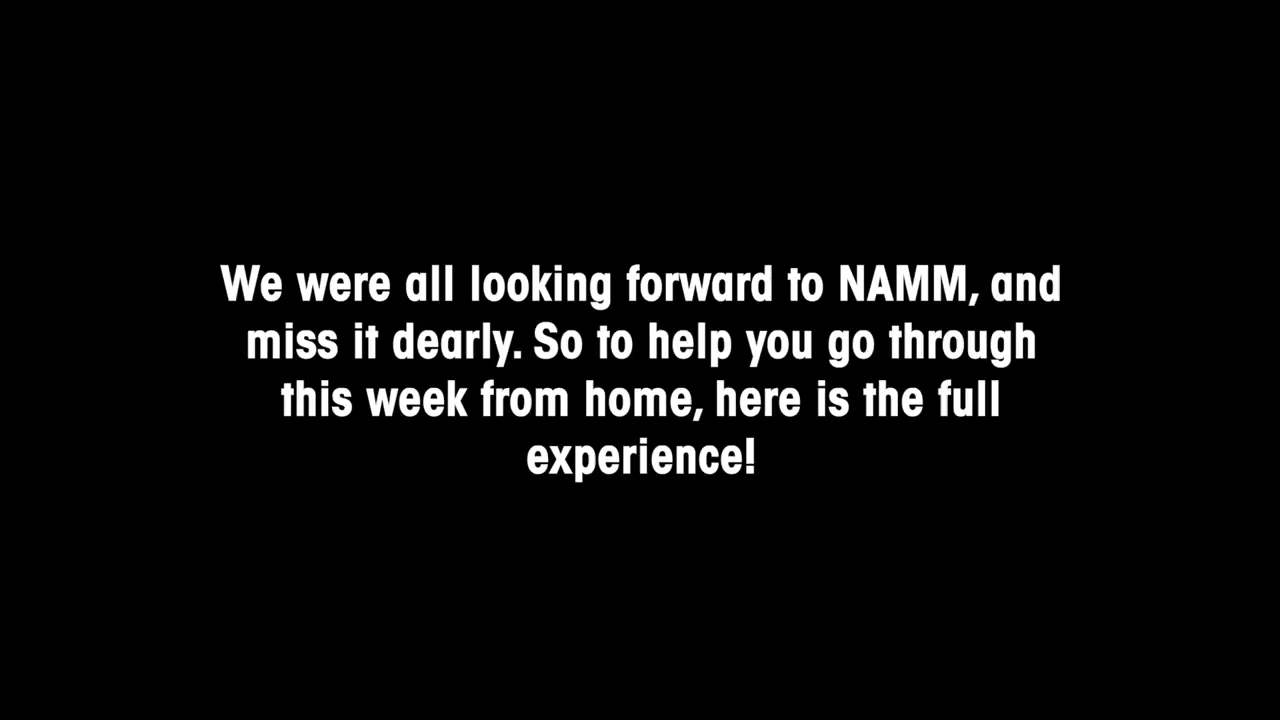 We were all looking forward to NAMM, and
miss it dearly. So to help you go through
this week from home, here is the full
experience!